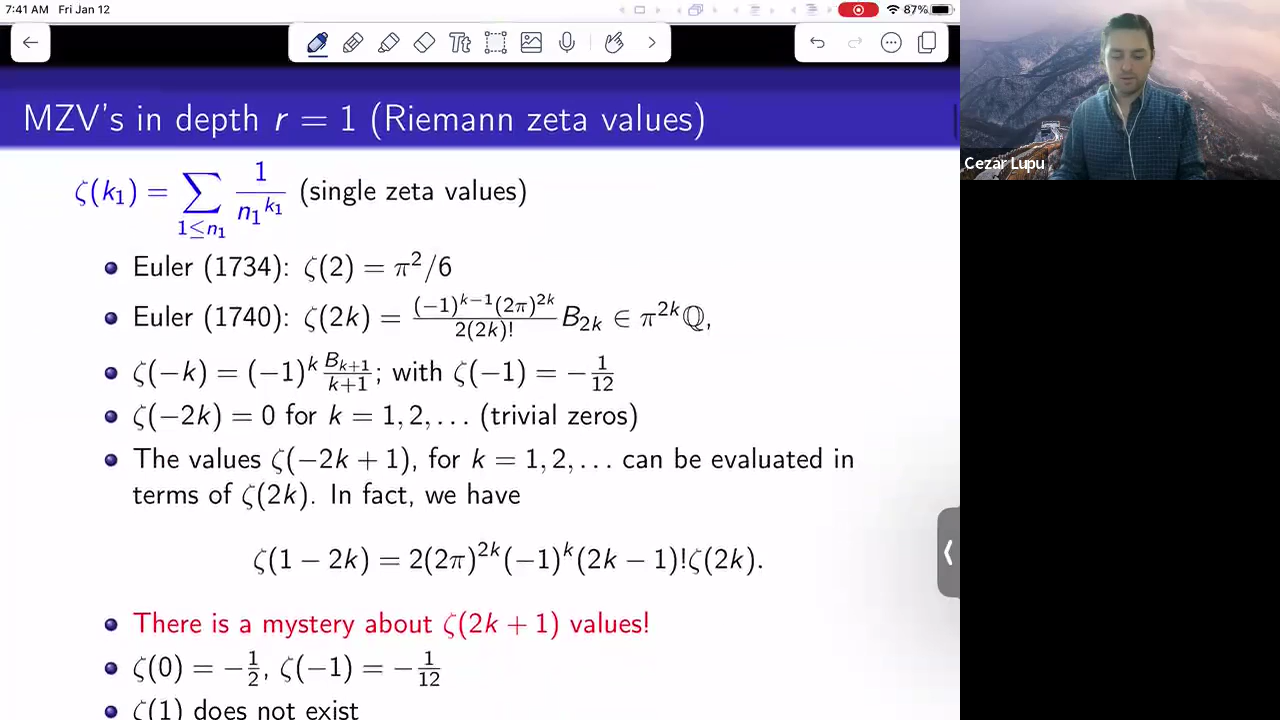 7:41 AM Fri Jan 12
87%
Tt
MZV's in depth r = 1 (Riemann zeta values)
Cezar Lupu
ζ(k₁) = ∑_{1≤n₁} 1/n₁^{k₁} (single zeta values)
Euler (1734): ζ(2) = π²/6
Euler (1740): ζ(2k) = (−1)^{k−1}(2π)^{2k}/2(2k)! B_{2k} ∈ π^{2k}ℚ,
ζ(−k) = (−1)^k B_{k+1}/k+1; with ζ(−1) = −1/12
ζ(−2k) = 0 for k = 1, 2, … (trivial zeros)
The values ζ(−2k + 1), for k = 1, 2, … can be evaluated in
terms of ζ(2k). In fact, we have
ζ(1 − 2k) = 2(2π)^{2k}(−1)^k(2k − 1)!ζ(2k).
There is a mystery about ζ(2k + 1) values!
ζ(0) = −1/2, ζ(−1) = −1/12
ζ(1) does not exist